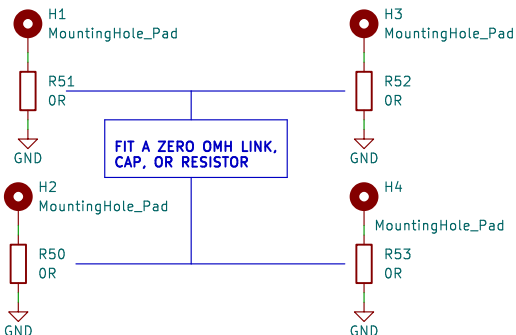 H1
MountingHole_Pad
H3
MountingHole_Pad
R51
0R
R52
0R
GND
GND
FIT A ZERO OMH LINK,
CAP, OR RESISTOR
H2
MountingHole_Pad
H4
MountingHole_Pad
R50
0R
R53
0R
GND
GND